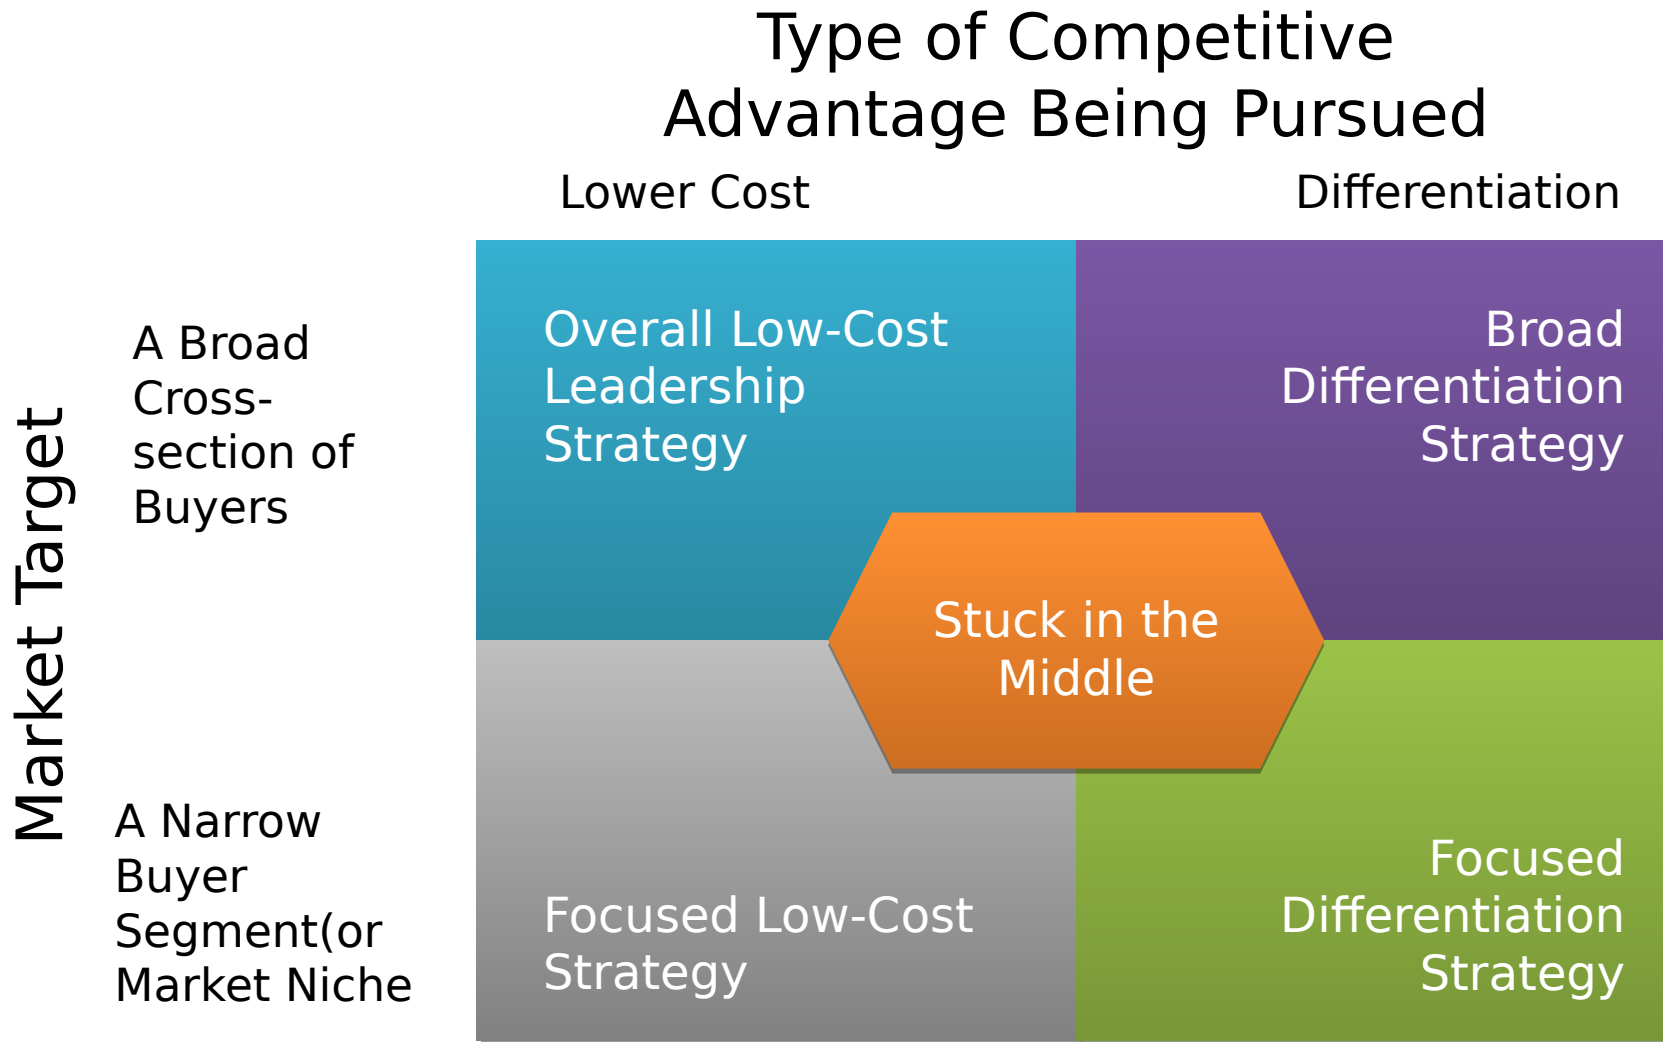 Type of Competitive
Advantage Being Pursued
Lower Cost
Differentiation
Market Target
A Broad
Cross-
section of
Buyers
Overall Low-Cost
Leadership
Strategy
Broad
Differentiation
Strategy
Stuck in the
Middle
A Narrow
Buyer
Segment(or
Market Niche
Focused Low-Cost
Strategy
Focused
Differentiation
Strategy